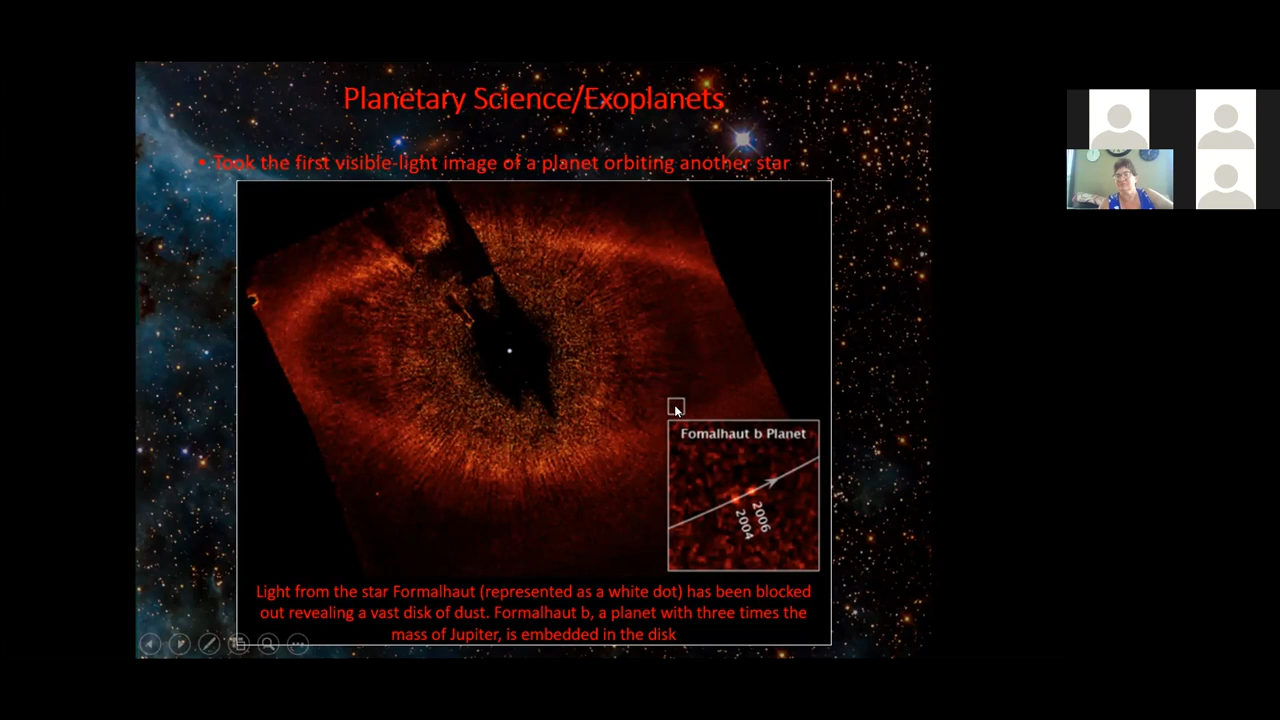 Planetary Science/Exoplanets
• Took the first visible-light image of a planet orbiting another star
Fomalhaut b Planet
2006
2004
Light from the star Formalhaut (represented as a white dot) has been blocked
out revealing a vast disk of dust. Formalhaut b, a planet with three times the
mass of Jupiter, is embedded in the disk